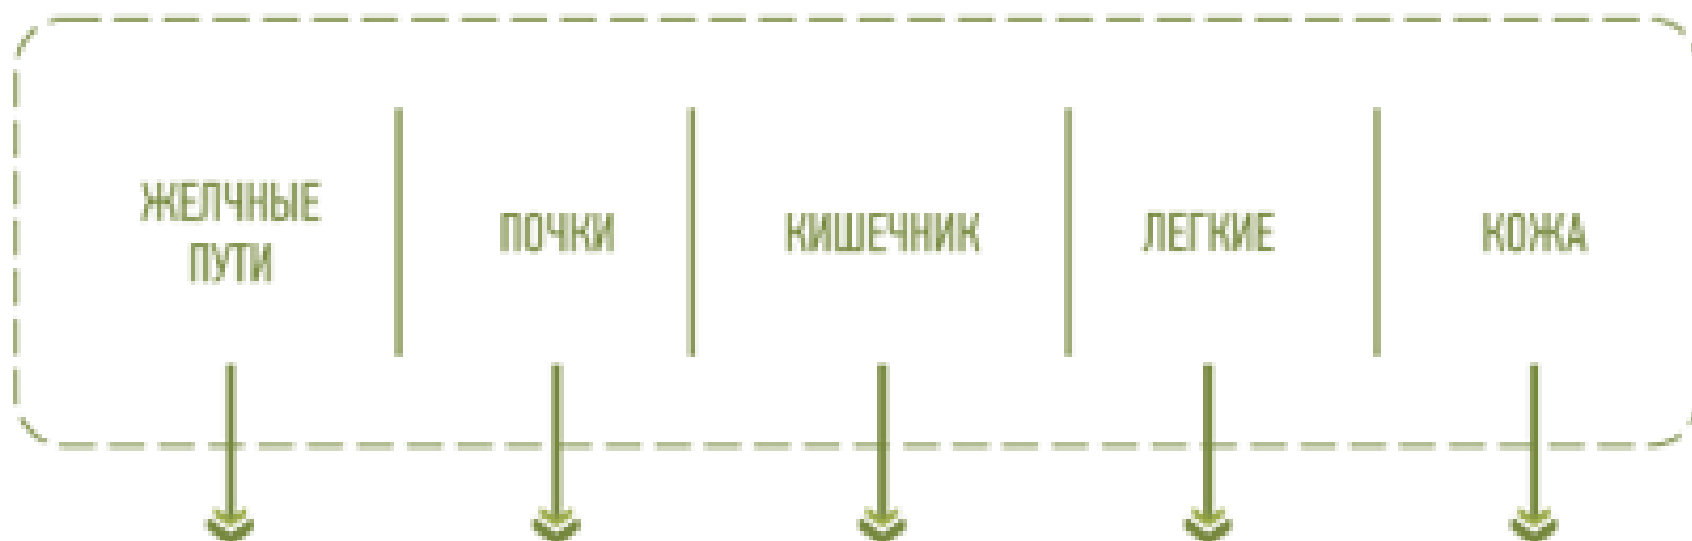 ЖЕЛЧНЫЕ
ПУТИ
ПОЧКИ
КИШЕЧНИК
ЛЕГКИЕ
КОЖА